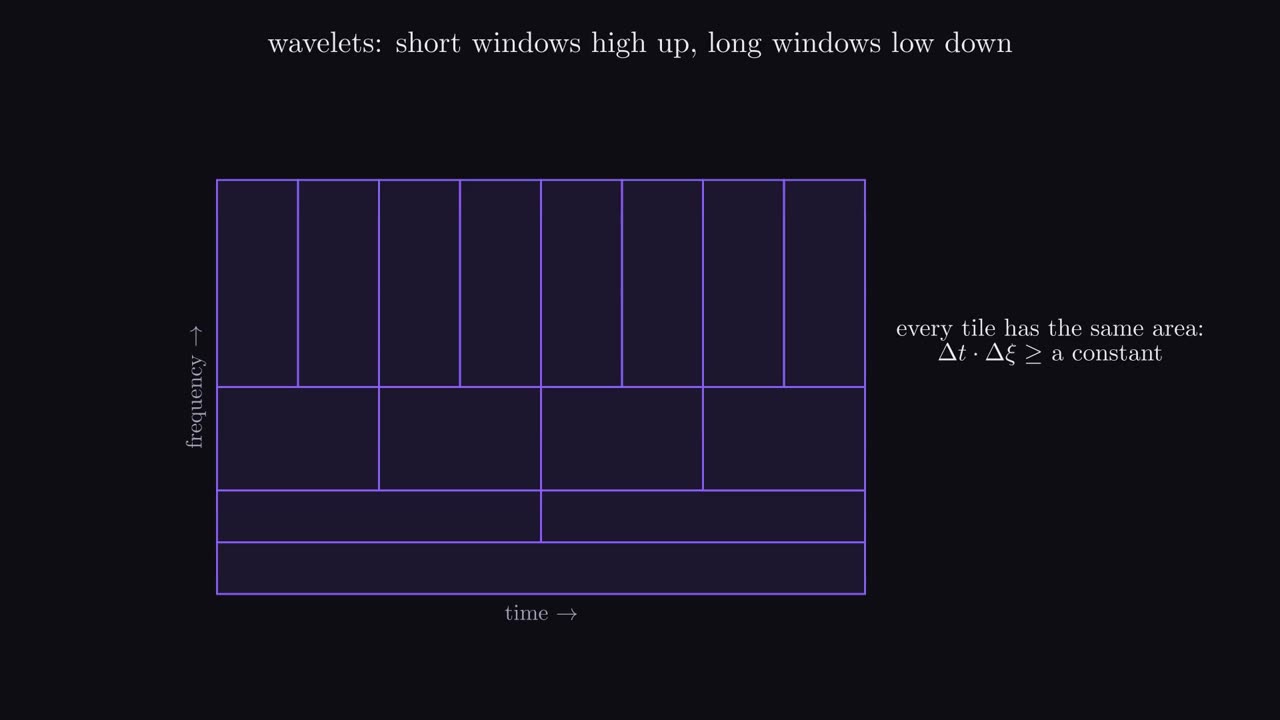 wavelets: short windows high up, long windows low down
frequency →
every tile has the same area:
Δt · Δξ ≥ a constant
time →